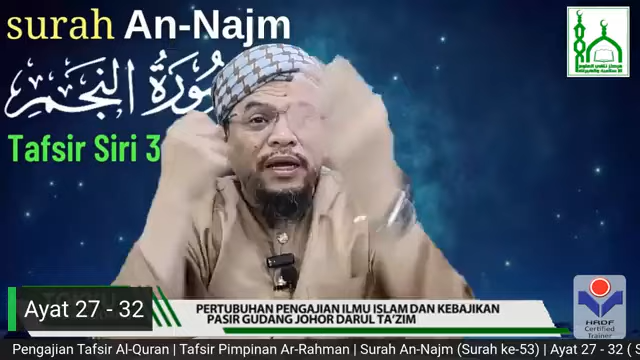 surah An-Najm
سُورَةُ النَّجْمِ
Tafsir Siri 3
Ayat 27 - 32
PERTUBUHAN PENGAJIAN ILMU ISLAM DAN KEBAJIKAN
PASIR GUDANG JOHOR DARUL TA'ZIM
HRDF
Certified
Trainer
Pengajian Tafsir Al-Quran | Tafsir Pimpinan Ar-Rahman | Surah An-Najm (Surah ke-53) | Ayat 27 - 32 (